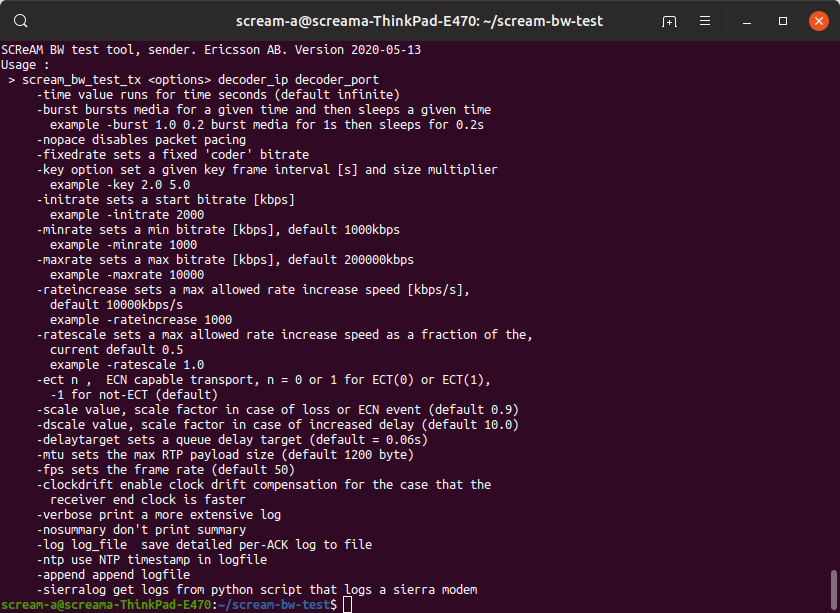 scream-a@screama-ThinkPad-E470: ~/scream-bw-test
SCReAM BW test tool, sender. Ericsson AB. Version 2020-05-13
Usage :
 > scream_bw_test_tx <options> decoder_ip decoder_port
     -time value runs for time seconds (default infinite)
     -burst bursts media for a given time and then sleeps a given time
       example -burst 1.0 0.2 burst media for 1s then sleeps for 0.2s
     -nopace disables packet pacing
     -fixedrate sets a fixed 'coder' bitrate
     -key option set a given key frame interval [s] and size multiplier
       example -key 2.0 5.0
     -initrate sets a start bitrate [kbps]
       example -initrate 2000
     -minrate sets a min bitrate [kbps], default 1000kbps
       example -minrate 1000
     -maxrate sets a max bitrate [kbps], default 200000kbps
       example -maxrate 10000
     -rateincrease sets a max allowed rate increase speed [kbps/s],
       default 10000kbps/s
       example -rateincrease 1000
     -ratescale sets a max allowed rate increase speed as a fraction of the,
       current default 0.5
       example -ratescale 1.0
     -ect n ,  ECN capable transport, n = 0 or 1 for ECT(0) or ECT(1),
       -1 for not-ECT (default)
     -scale value, scale factor in case of loss or ECN event (default 0.9)
     -dscale value, scale factor in case of increased delay (default 10.0)
     -delaytarget sets a queue delay target (default = 0.06s)
     -mtu sets the max RTP payload size (default 1200 byte)
     -fps sets the frame rate (default 50)
     -clockdrift enable clock drift compensation for the case that the
       receiver end clock is faster
     -verbose print a more extensive log
     -nosummary don't print summary
     -log log_file  save detailed per-ACK log to file
     -ntp use NTP timestamp in logfile
     -append append logfile
     -sierralog get logs from python script that logs a sierra modem
scream-a@screama-ThinkPad-E470:~/scream-bw-test$